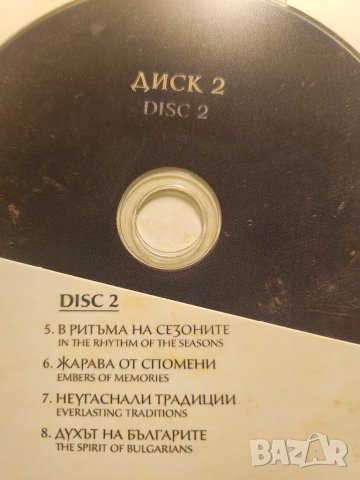 ДИСК 2
DISC 2
DISC 2
5. В РИТЪМА НА СЕЗОНИТЕ
IN THE RHYTHM OF THE SEASONS
6. ЖАРАВА ОТ СПОМЕНИ
EMBERS OF MEMORIES
7. НЕУГАСНАЛИ ТРАДИЦИИ
EVERLASTING TRADITIONS
8. ДУХЪТ НА БЪЛГАРИТЕ
THE SPIRIT OF BULGARIANS
BAZAR